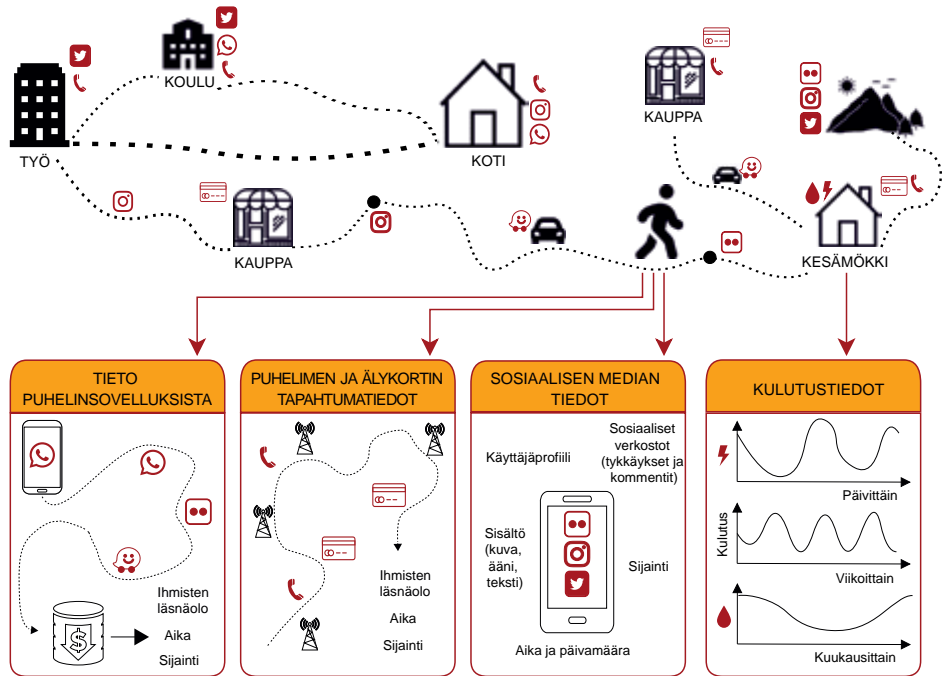 KOULU
TYÖ
KOTI
KAUPPA
KAUPPA
KESÄMÖKKI
TIETO
PUHELINSOVELLUKSISTA
Ihmisten
läsnäolo
Aika
Sijainti
PUHELIMEN JA ÄLYKORTIN
TAPAHTUMATIEDOT
Ihmisten
läsnäolo
Aika
Sijainti
SOSIAALISEN MEDIAN
TIEDOT
Käyttäjäprofiili
Sosiaaliset
verkostot
(tykkäykset ja
kommentit)
Sisältö
(kuva,
ääni,
teksti)
Sijainti
Aika ja päivamäära
KULUTUSTIEDOT
Kulutus
Päivittäin
Viikoittain
Kuukausittain